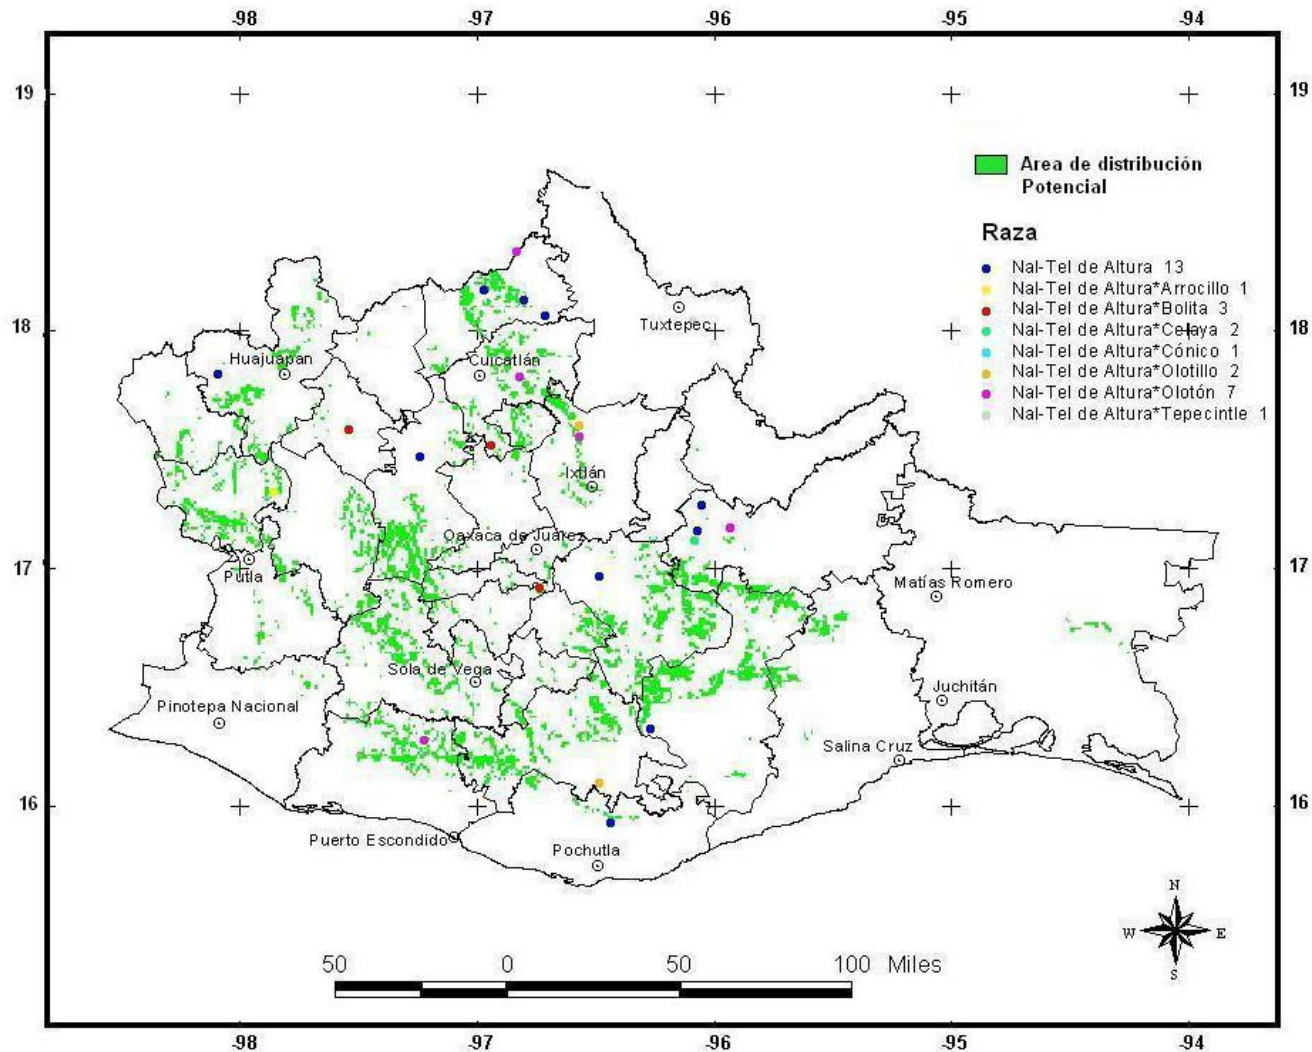 -98 -97 -96 -95 -94
19 19
Area de distribución
Potencial
Raza
Nal-Tel de Altura 13
Nal-Tel de Altura*Arrocillo 1
Nal-Tel de Altura*Bolita 3
Nal-Tel de Altura*Celaya 2
Nal-Tel de Altura*Cónico 1
Nal-Tel de Altura*Olotillo 2
Nal-Tel de Altura*Olotón 7
Nal-Tel de Altura*Tepecintle 1
18 18
Tuxtepec
Huajuapan
Cuicatlán
Ixtlán
Oaxaca de Juárez
17 17
Putla
Matías Romero
Sola de Vega
Juchitán
Pinotepa Nacional
Salina Cruz
16 16
Puerto Escondido
Pochutla
N
W E
S
50 0 50 100 Miles
-98 -97 -96 -95 -94